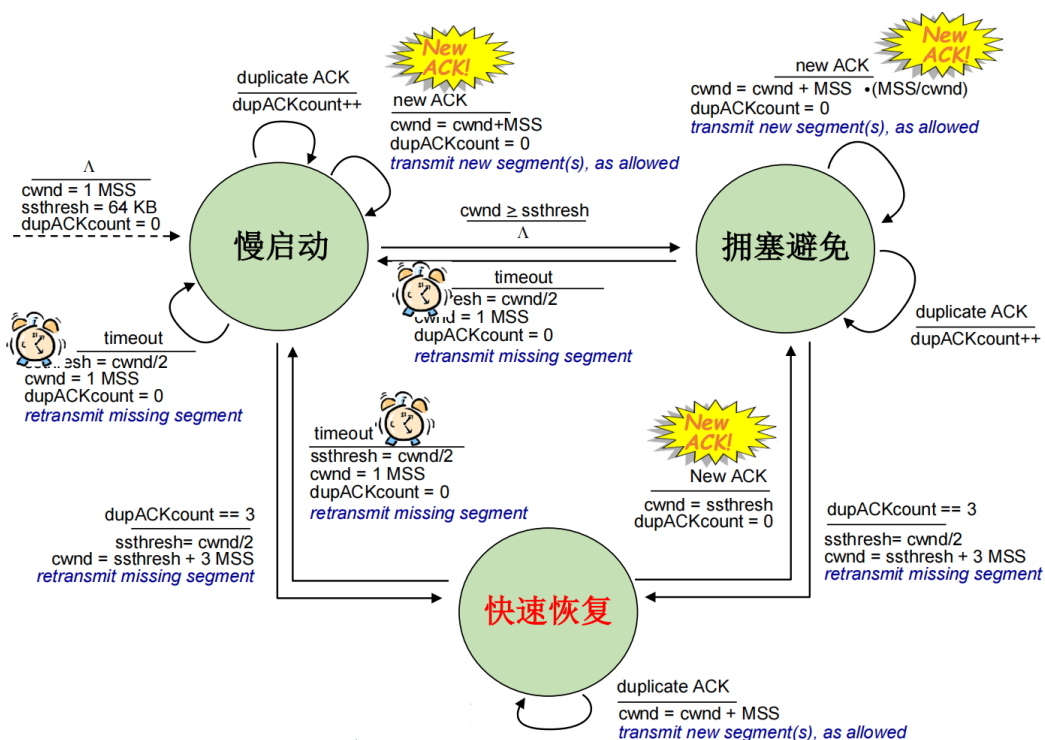 New
ACK!
duplicate ACK
dupACKcount++
new ACK
cwnd = cwnd+MSS
dupACKcount = 0
transmit new segment(s), as allowed
New
ACK!
new ACK
cwnd = cwnd + MSS •(MSS/cwnd)
dupACKcount = 0
transmit new segment(s), as allowed
Λ
cwnd = 1 MSS
ssthresh = 64 KB
dupACKcount = 0
慢启动
cwnd ≥ ssthresh
Λ
拥塞避免
timeout
= cwnd/2
cwnd = 1 MSS
dupACKcount = 0
retransmit missing segment
duplicate ACK
dupACKcount++
timeout
ssthresh = cwnd/2
cwnd = 1 MSS
dupACKcount = 0
retransmit missing segment
timeout
ssthresh = cwnd/2
cwnd = 1 MSS
dupACKcount = 0
retransmit missing segment
New
ACK!
New ACK
cwnd = ssthresh
dupACKcount = 0
dupACKcount == 3
ssthresh= cwnd/2
cwnd = ssthresh + 3 MSS
retransmit missing segment
dupACKcount == 3
ssthresh= cwnd/2
cwnd = ssthresh + 3 MSS
retransmit missing segment
快速恢复
duplicate ACK
cwnd = cwnd + MSS
transmit new segment(s), as allowed